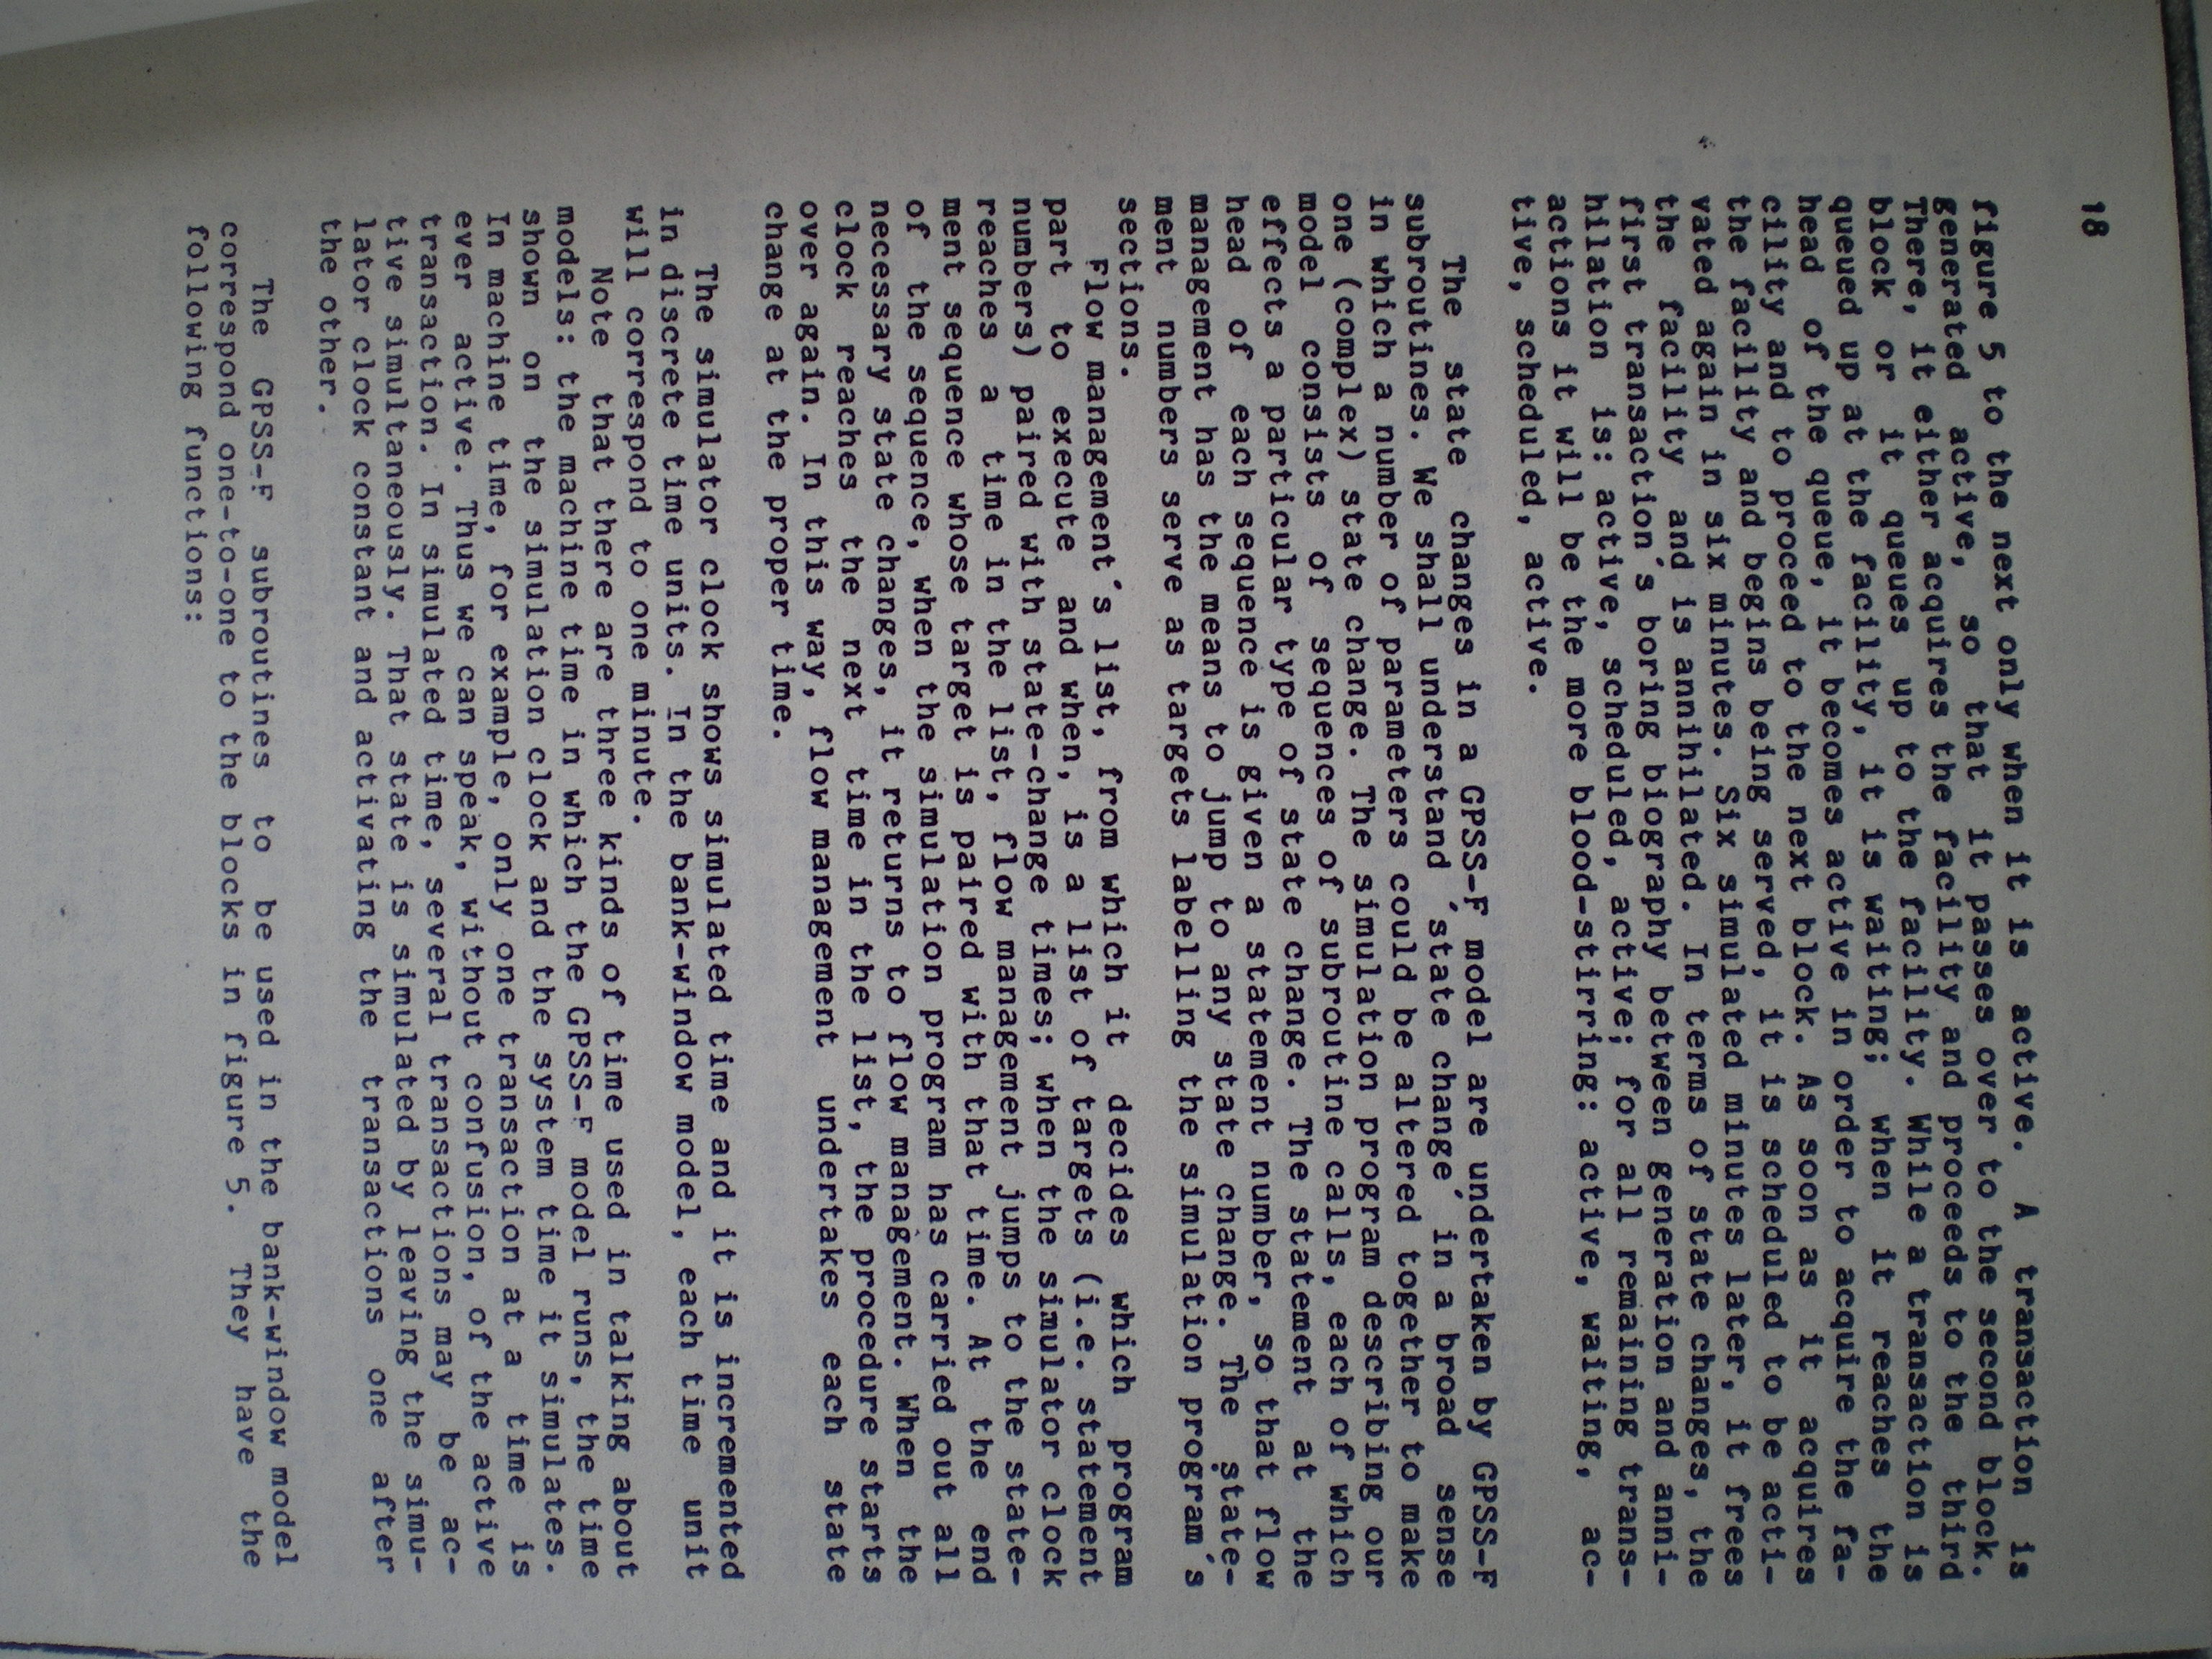 18
figure 5 to the next only when it is active. A transaction is
generated active, so that it passes over to the second block.
There, it either acquires the facility and proceeds to the third
block or it queues up to the facility. While a transaction is
queued up at the facility, it is waiting; when it reaches the
head of the queue, it becomes active in order to acquire the fa-
cility and to proceed to the next block. As soon as it acquires
the facility and begins being served, it is scheduled to be acti-
vated again in six minutes. Six simulated minutes later, it frees
the facility and is annihilated. In terms of state changes, the
first transaction´s boring biography between generation and anni-
hilation is: active, scheduled, active; for all remaining trans-
actions it will be the more blood-stirring: active, waiting, ac-
tive, scheduled, active.
The state changes in a GPSS-F model are undertaken by GPSS-F
subroutines. We shall understand ´state change´ in a broad sense
in which a number of parameters could be altered together to make
one (complex) state change. The simulation program describing our
model consists of sequences of subroutine calls, each of which
effects a particular type of state change. The statement at the
head of each sequence is given a statement number, so that flow
management has the means to jump to any state change. The state-
ment numbers serve as targets labelling the simulation program´s
sections.
Flow management´s list, from which it decides which program
part to execute and when, is a list of targets (i.e. statement
numbers) paired with state-change times; when the simulator clock
reaches a time in the list, flow management jumps to the state-
ment sequence whose target is paired with that time. At the end
of the sequence, when the simulation program has carried out all
necessary state changes, it returns to flow management. When the
clock reaches the next time in the list, the procedure starts
over again. In this way, flow management undertakes each state
change at the proper time.
The simulator clock shows simulated time and it is incremented
in discrete time units. In the bank-window model, each time unit
will correspond to one minute.
Note that there are three kinds of time used in talking about
models: the machine time in which the GPSS-F model runs, the time
shown on the simulation clock and the system time it simulates.
In machine time, for example, only one transaction at a time is
ever active. Thus we can speak, without confusion, of the active
transaction. In simulated time, several transactions may be ac-
tive simultaneously. That state is simulated by leaving the simu-
lator clock constant and activating the transactions one after
the other.
The GPSS-F subroutines to be used in the bank-window model
correspond one-to-one to the blocks in figure 5. They have the
following functions: